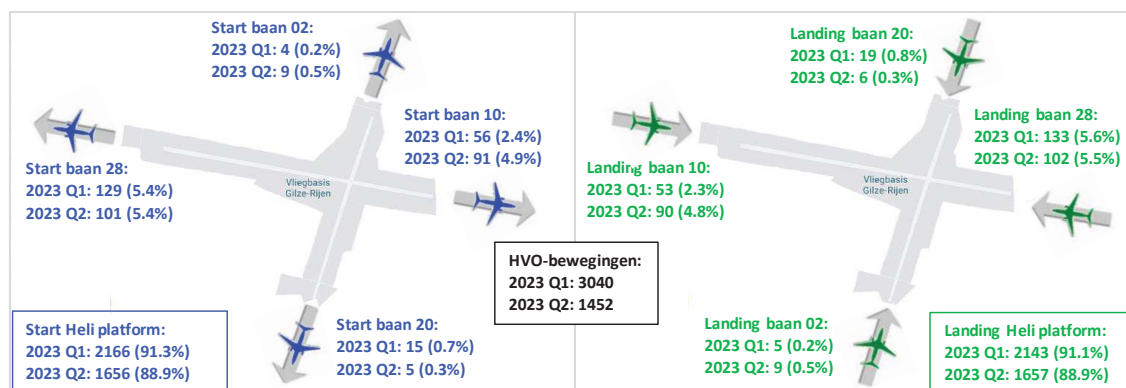 Start baan 02:
2023 Q1: 4 (0.2%)
2023 Q2: 9 (0.5%)
Start baan 10:
2023 Q1: 56 (2.4%)
2023 Q2: 91 (4.9%)
Start baan 28:
2023 Q1: 129 (5.4%)
2023 Q2: 101 (5.4%)
Vliegbasis
Gilze-Rijen
Start baan 20:
2023 Q1: 15 (0.7%)
2023 Q2: 5 (0.3%)
Start Heli platform:
2023 Q1: 2166 (91.3%)
2023 Q2: 1656 (88.9%)
HVO-bewegingen:
2023 Q1: 3040
2023 Q2: 1452
Landing baan 20:
2023 Q1: 19 (0.8%)
2023 Q2: 6 (0.3%)
Landing baan 28:
2023 Q1: 133 (5.6%)
2023 Q2: 102 (5.5%)
Landing baan 10:
2023 Q1: 53 (2.3%)
2023 Q2: 90 (4.8%)
Vliegbasis
Gilze-Rijen
Landing baan 02:
2023 Q1: 5 (0.2%)
2023 Q2: 9 (0.5%)
Landing Heli platform:
2023 Q1: 2143 (91.1%)
2023 Q2: 1657 (88.9%)